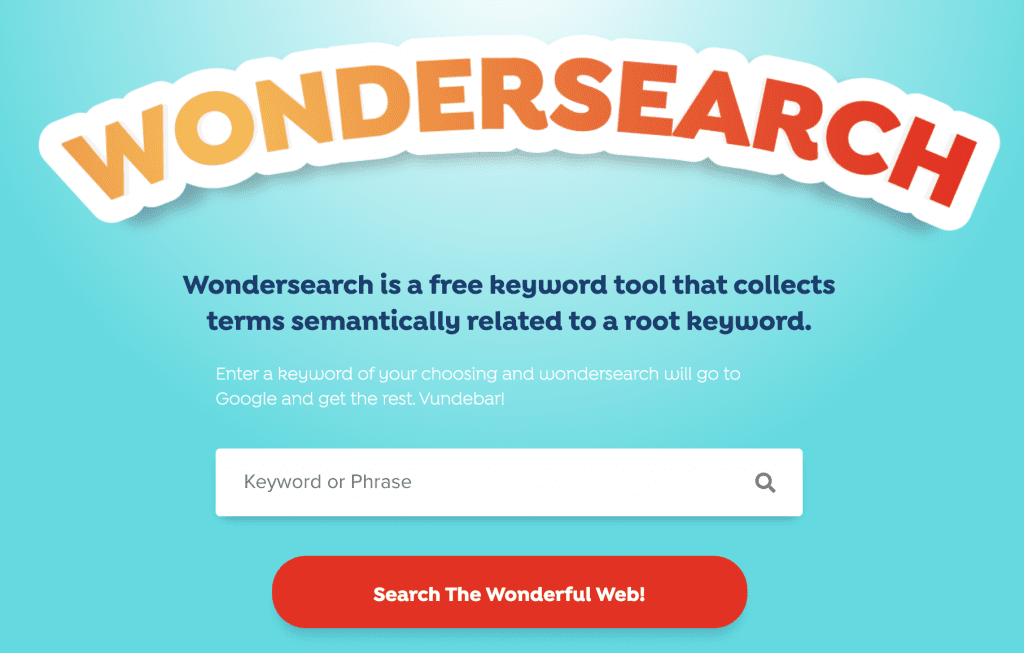 WONDERSEARCH
Wondersearch is a free keyword tool that collects
terms semantically related to a root keyword.
Enter a keyword of your choosing and wondersearch will go to
Google and get the rest. Vundebar!
Keyword or Phrase
Search The Wonderful Web!